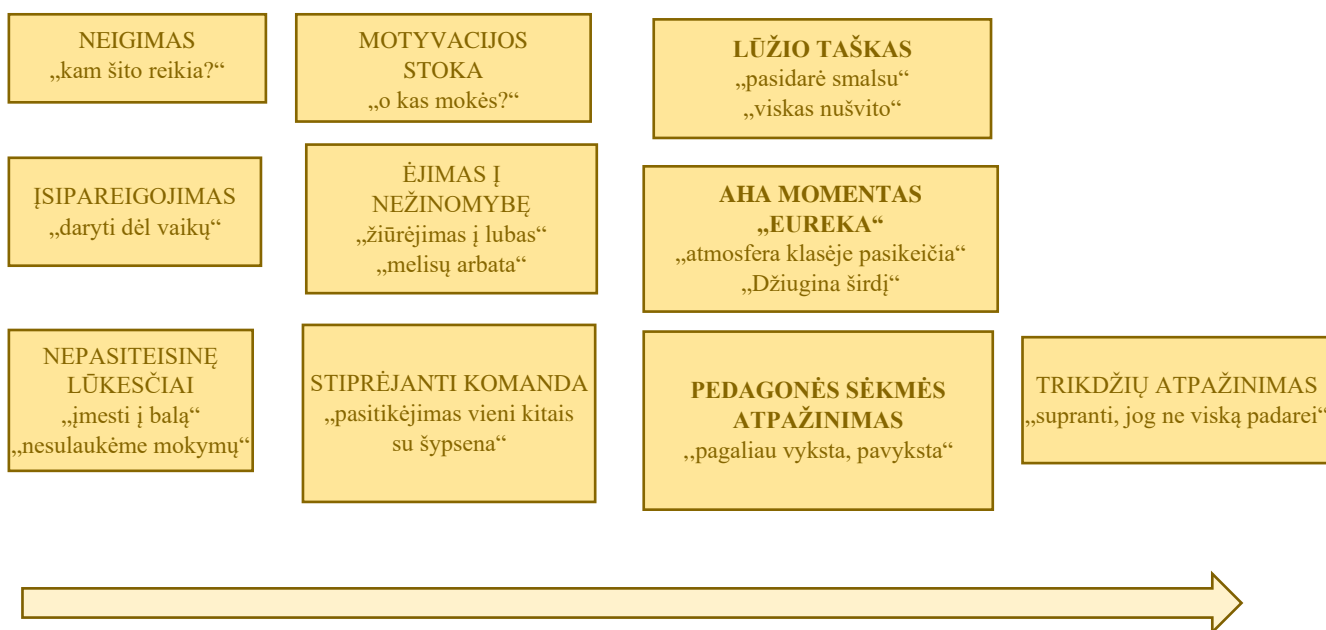 NEIGIMAS
„kam šito reikia?“
MOTYVACIJOS
STOKA
„o kas mokės?“
LŪŽIO TAŠKAS
„pasidarė smalsu“
„viskas nušvito“
ĮSIPAREIGOJIMAS
„daryti dėl vaikų“
ĖJIMAS Į
NEŽINOMYBĘ
„žiūrėjimas į lubas“
„melisų arbata“
AHA MOMENTAS
„EUREKA“
„atmosfera klasėje pasikeičia“
„Džiugina širdį“
NEPASITEISINĘ
LŪKESČIAI
„įmesti į balą“
„nesulaukėme mokymų“
STIPRĖJANTI KOMANDA
„pasitikėjimas vieni kitais
su šypsena“
PEDAGONĖS SĖKMĖS
ATPAŽINIMAS
,,pagaliau vyksta, pavyksta“
TRIKDŽIŲ ATPAŽINIMAS
„supranti, jog ne viską padarei“